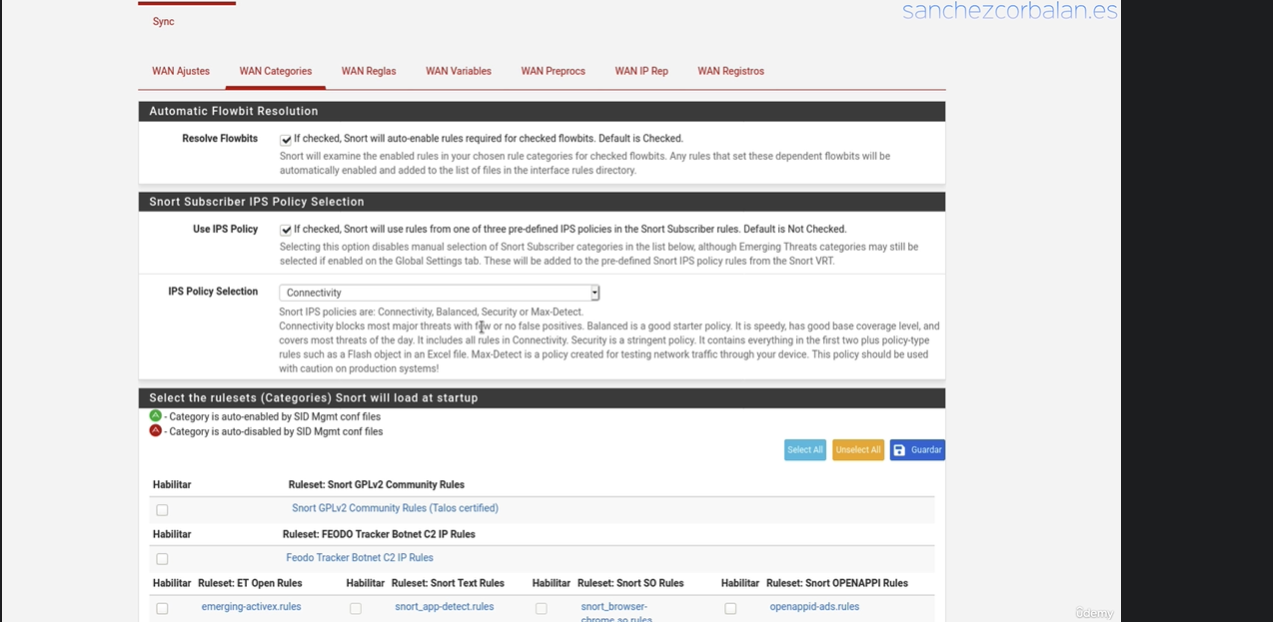 sanchezcorbalan.es
Sync
WAN Ajustes WAN Categories WAN Reglas WAN Variables WAN Preprocs WAN IP Rep WAN Registros
Automatic Flowbit Resolution
Resolve Flowbits If checked, Snort will auto-enable rules required for checked flowbits. Default is Checked.
Snort will examine the enabled rules in your chosen rule categories for checked flowbits. Any rules that set these dependent flowbits will be
automatically enabled and added to the list of files in the interface rules directory.
Snort Subscriber IPS Policy Selection
Use IPS Policy If checked, Snort will use rules from one of three pre-defined IPS policies in the Snort Subscriber rules. Default is Not Checked.
Selecting this option disables manual selection of Snort Subscriber categories in the list below, although Emerging Threats categories may still be
selected if enabled on the Global Settings tab. These will be added to the pre-defined Snort IPS policy rules from the Snort VRT.
IPS Policy Selection Connectivity
Snort IPS policies are: Connectivity, Balanced, Security or Max-Detect.
Connectivity blocks most major threats with few or no false positives. Balanced is a good starter policy. It is speedy, has good base coverage level, and
covers most threats of the day. It includes all rules in Connectivity. Security is a stringent policy. It contains everything in the first two plus policy-type
rules such as a Flash object in an Excel file. Max-Detect is a policy created for testing network traffic through your device. This policy should be used
with caution on production systems!
Select the rulesets (Categories) Snort will load at startup
- Category is auto-enabled by SID Mgmt conf files
- Category is auto-disabled by SID Mgmt conf files
Select All Unselect All Guardar
Habilitar Ruleset: Snort GPLv2 Community Rules
Snort GPLv2 Community Rules (Talos certified)
Habilitar Ruleset: FEODO Tracker Botnet C2 IP Rules
Feodo Tracker Botnet C2 IP Rules
Habilitar Ruleset: ET Open Rules Habilitar Ruleset: Snort Text Rules Habilitar Ruleset: Snort SO Rules Habilitar Ruleset: Snort OPENAPPI Rules
emerging-activex.rules snort_app-detect.rules snort_browser- openappid-ads.rules
chrome.so.rules
ûdemy